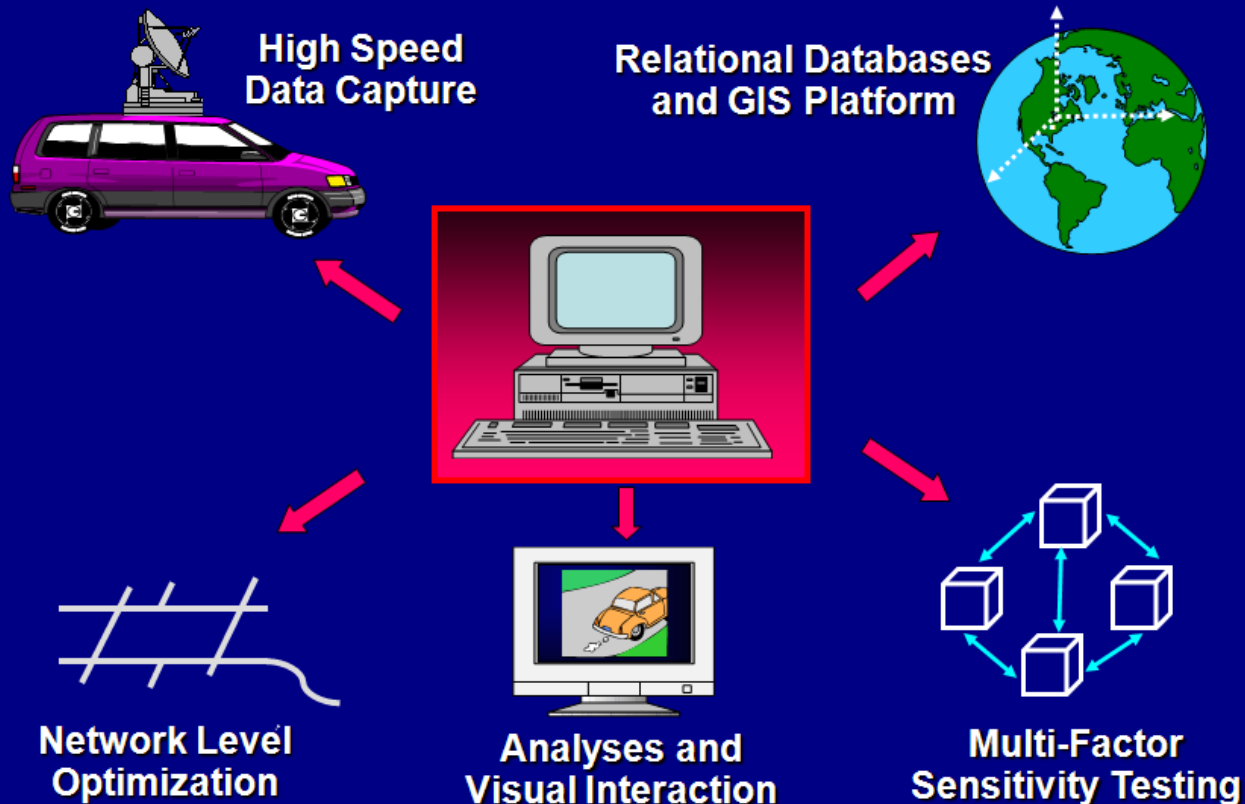 High Speed
Data Capture
Relational Databases
and GIS Platform
Network Level
Optimization
Analyses and
Visual Interaction
Multi-Factor
Sensitivity Testing